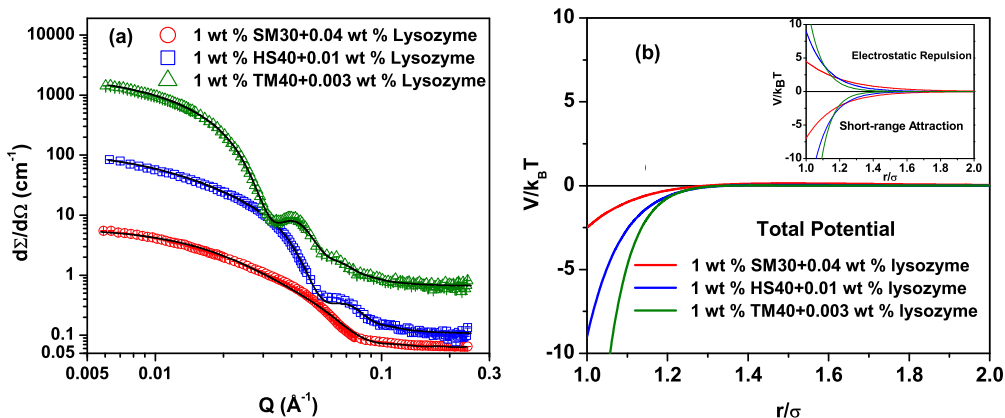 (a)
1 wt % SM30+0.04 wt % Lysozyme
1 wt % HS40+0.01 wt % Lysozyme
1 wt % TM40+0.003 wt % Lysozyme
10000
1000
100
10
1
0.1
0.05
dΣ/dΩ (cm⁻¹)
0.005
0.01
0.1
0.3
Q (Å⁻¹)
(b)
10
5
0
-5
-10
V/k_BT
1.0
1.2
1.4
1.6
1.8
2.0
r/σ
Total Potential
1 wt % SM30+0.04 wt % lysozyme
1 wt % HS40+0.01 wt % lysozyme
1 wt % TM40+0.003 wt % lysozyme
10
5
0
-5
-10
V/k_BT
Electrostatic Repulsion
Short-range Attraction
1.0
1.2
1.4
1.6
1.8
2.0
r/σ